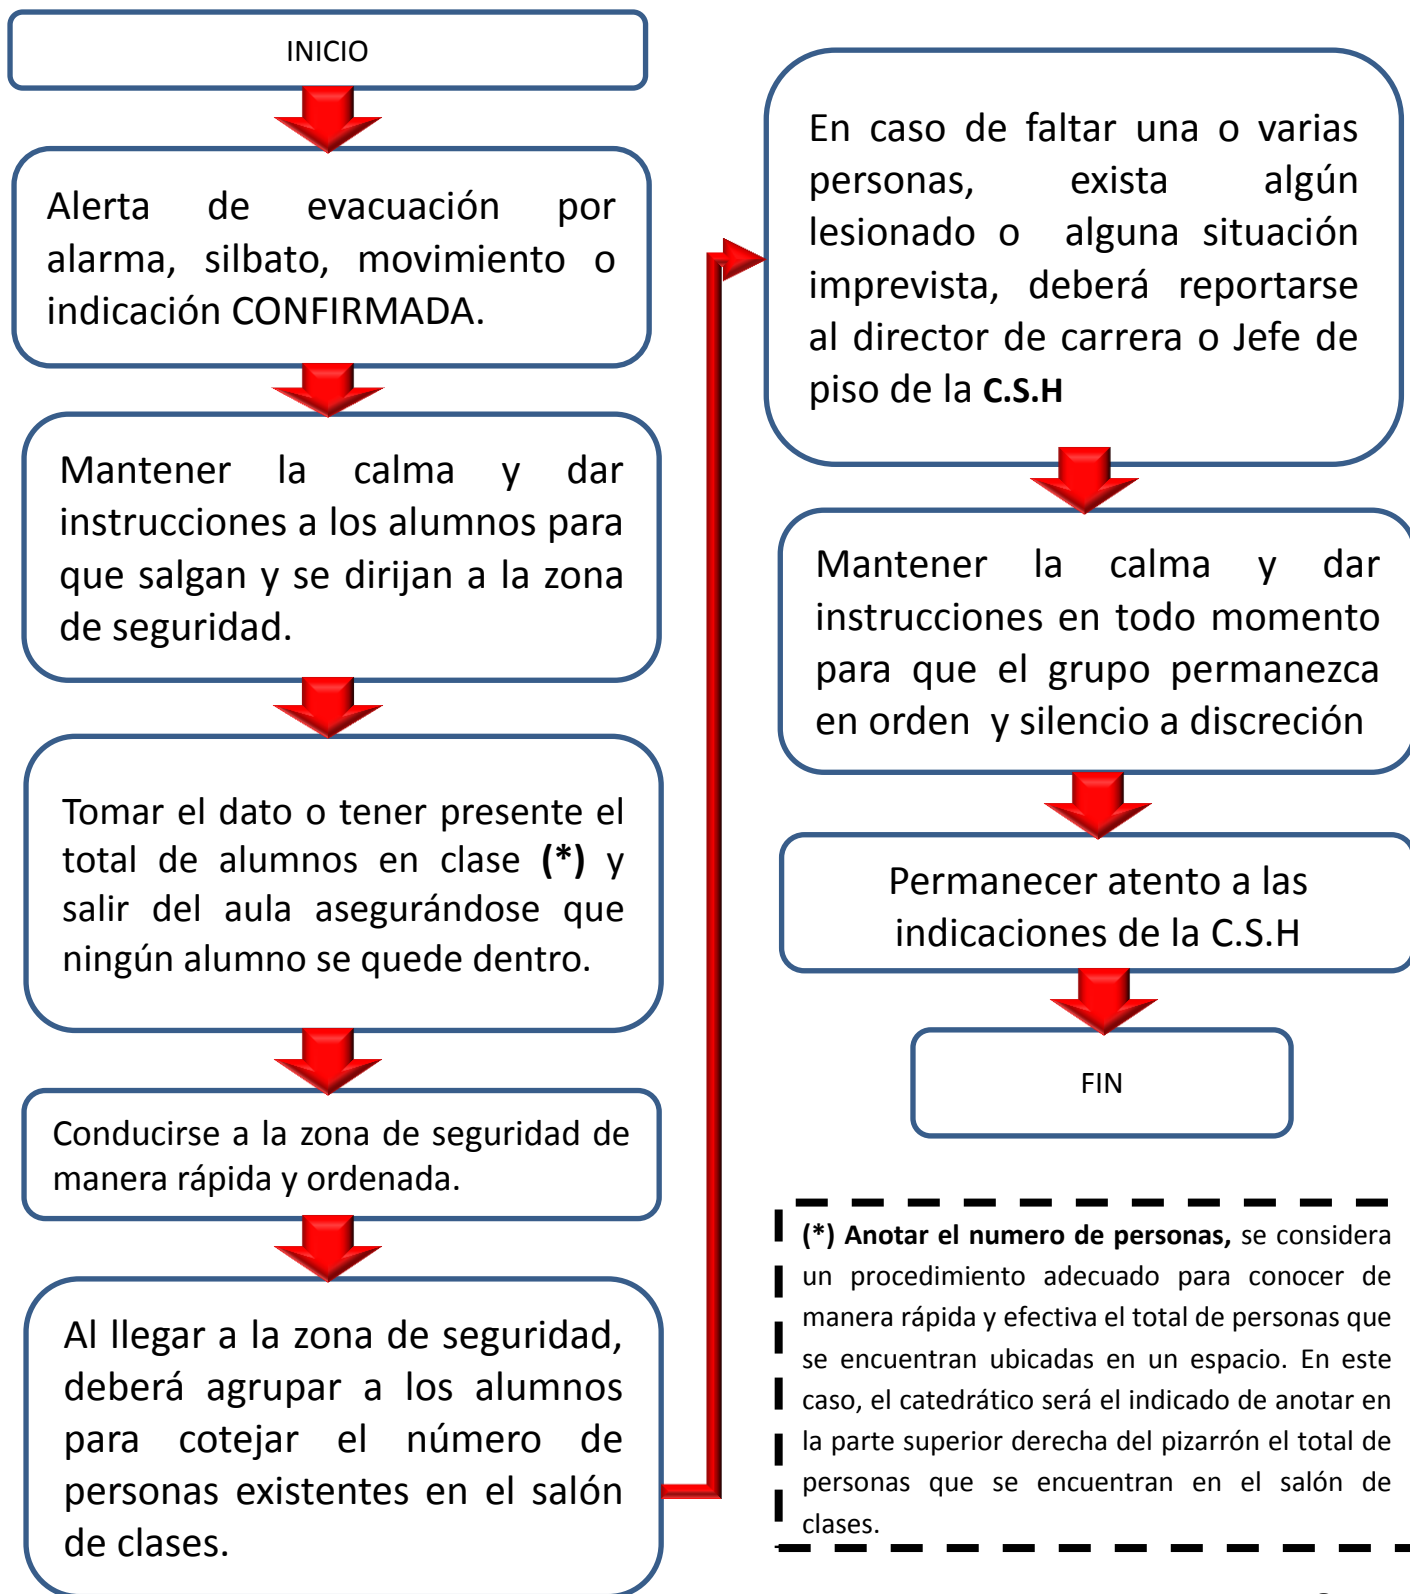 INICIO
Alerta de evacuación por
alarma, silbato, movimiento o
indicación CONFIRMADA.
Mantener la calma y dar
instrucciones a los alumnos para
que salgan y se dirijan a la zona
de seguridad.
Tomar el dato o tener presente el
total de alumnos en clase (*) y
salir del aula asegurándose que
ningún alumno se quede dentro.
Conducirse a la zona de seguridad de
manera rápida y ordenada.
Al llegar a la zona de seguridad,
deberá agrupar a los alumnos
para cotejar el número de
personas existentes en el salón
de clases.
En caso de faltar una o varias
personas, exista algún
lesionado o alguna situación
imprevista, deberá reportarse
al director de carrera o Jefe de
piso de la C.S.H
Mantener la calma y dar
instrucciones en todo momento
para que el grupo permanezca
en orden y silencio a discreción
Permanecer atento a las
indicaciones de la C.S.H
FIN
(*) Anotar el numero de personas, se considera
un procedimiento adecuado para conocer de
manera rápida y efectiva el total de personas que
se encuentran ubicadas en un espacio. En este
caso, el catedrático será el indicado de anotar en
la parte superior derecha del pizarrón el total de
personas que se encuentran en el salón de
clases.